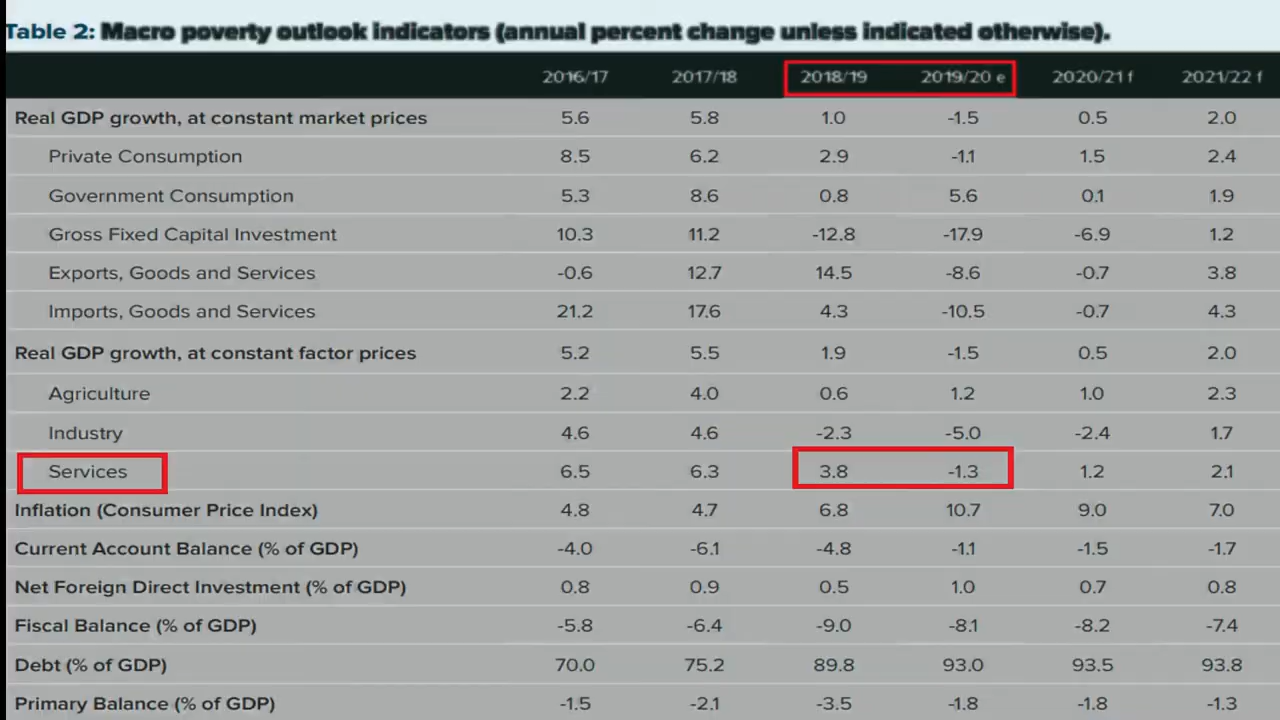 Table 2: Macro poverty outlook indicators (annual percent change unless indicated otherwise).
2016/17 2017/18 2018/19 2019/20 e 2020/21 f 2021/22 f
Real GDP growth, at constant market prices 5.6 5.8 1.0 -1.5 0.5 2.0
Private Consumption 8.5 6.2 2.9 -1.1 1.5 2.4
Government Consumption 5.3 8.6 0.8 5.6 0.1 1.9
Gross Fixed Capital Investment 10.3 11.2 -12.8 -17.9 -6.9 1.2
Exports, Goods and Services -0.6 12.7 14.5 -8.6 -0.7 3.8
Imports, Goods and Services 21.2 17.6 4.3 -10.5 -0.7 4.3
Real GDP growth, at constant factor prices 5.2 5.5 1.9 -1.5 0.5 2.0
Agriculture 2.2 4.0 0.6 1.2 1.0 2.3
Industry 4.6 4.6 -2.3 -5.0 -2.4 1.7
Services 6.5 6.3 3.8 -1.3 1.2 2.1
Inflation (Consumer Price Index) 4.8 4.7 6.8 10.7 9.0 7.0
Current Account Balance (% of GDP) -4.0 -6.1 -4.8 -1.1 -1.5 -1.7
Net Foreign Direct Investment (% of GDP) 0.8 0.9 0.5 1.0 0.7 0.8
Fiscal Balance (% of GDP) -5.8 -6.4 -9.0 -8.1 -8.2 -7.4
Debt (% of GDP) 70.0 75.2 89.8 93.0 93.5 93.8
Primary Balance (% of GDP) -1.5 -2.1 -3.5 -1.8 -1.8 -1.3